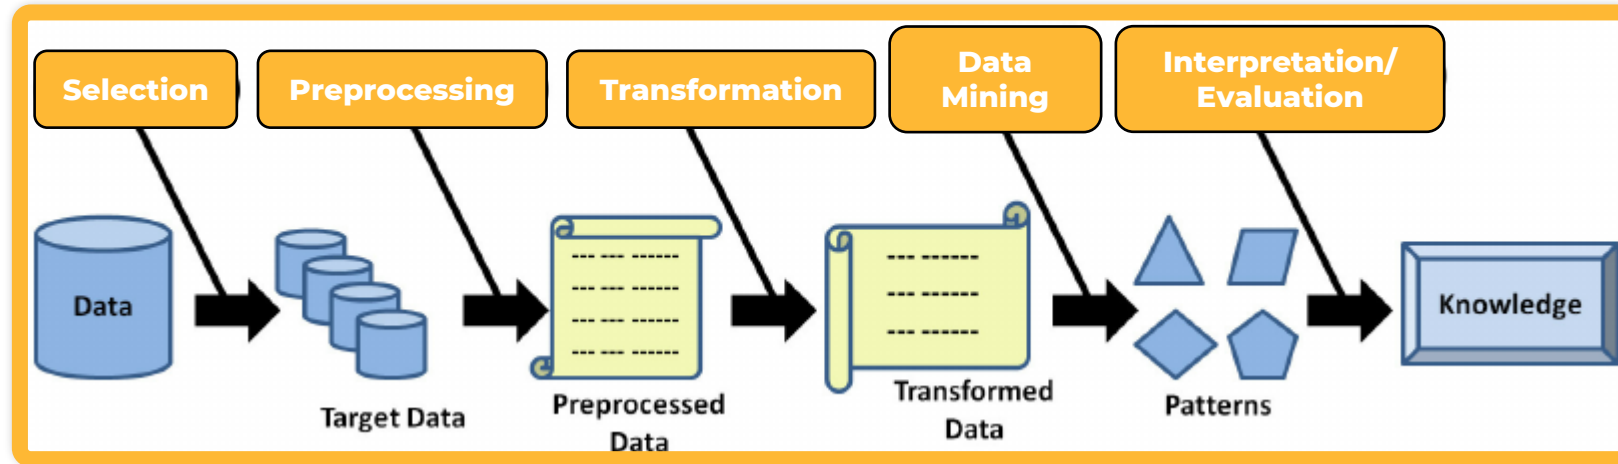 Selection
Preprocessing
Transformation
Data
Mining
Interpretation/
Evaluation
Data
Target Data
Preprocessed
Data
Transformed
Data
Patterns
Knowledge